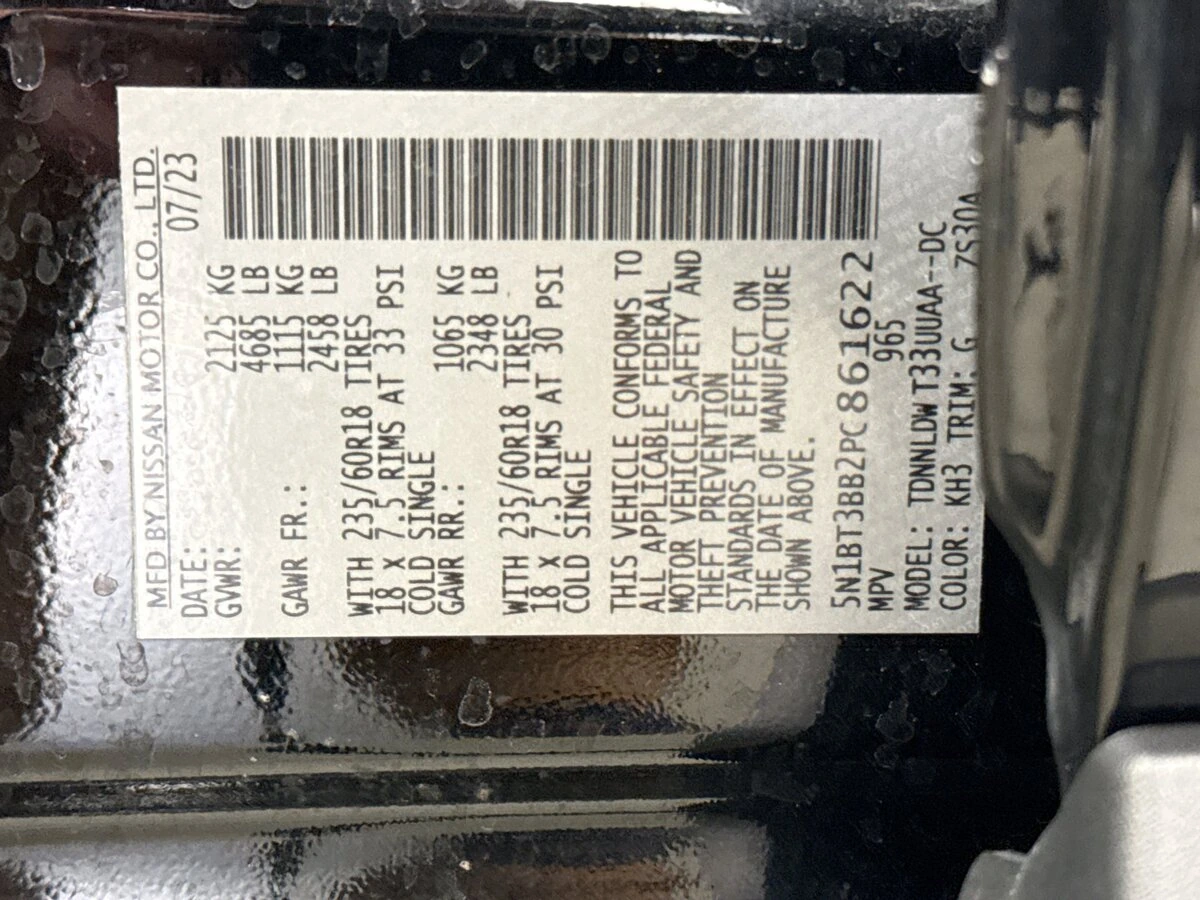 MFD BY NISSAN MOTOR CO., LTD.
DATE: 07/23
GVWR: 2125 KG
4685 LB
GAWR FR.: 1115 KG
2458 LB
WITH 235/60R18 TIRES
18 X 7.5 RIMS AT 33 PSI
COLD SINGLE
GAWR RR.: 1065 KG
2348 LB
WITH 235/60R18 TIRES
18 X 7.5 RIMS AT 30 PSI
COLD SINGLE
THIS VEHICLE CONFORMS TO
ALL APPLICABLE FEDERAL
MOTOR VEHICLE SAFETY AND
THEFT PREVENTION
STANDARDS IN EFFECT ON
THE DATE OF MANUFACTURE
SHOWN ABOVE.
5N1BT3BB2PC861622
MPV 965
MODEL: TDNNLDW T33UUAA--DC
COLOR: KH3 TRIM: G 7S30A